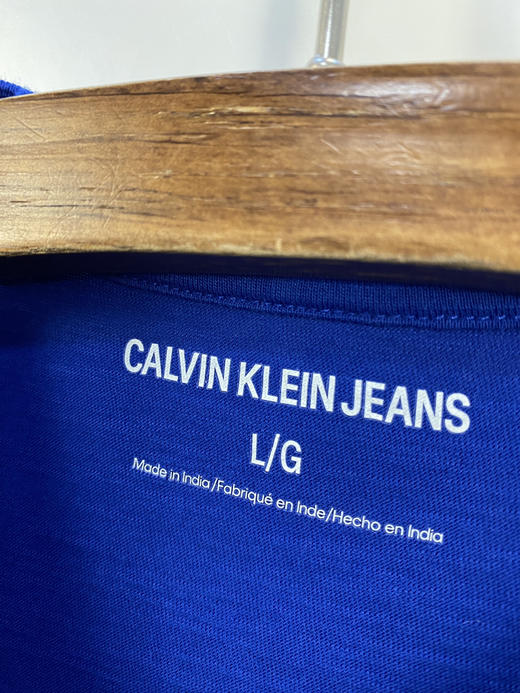 CALVIN KLEIN JEANS
L/G
Made in India/Fabriqué en Inde/Hecho en India